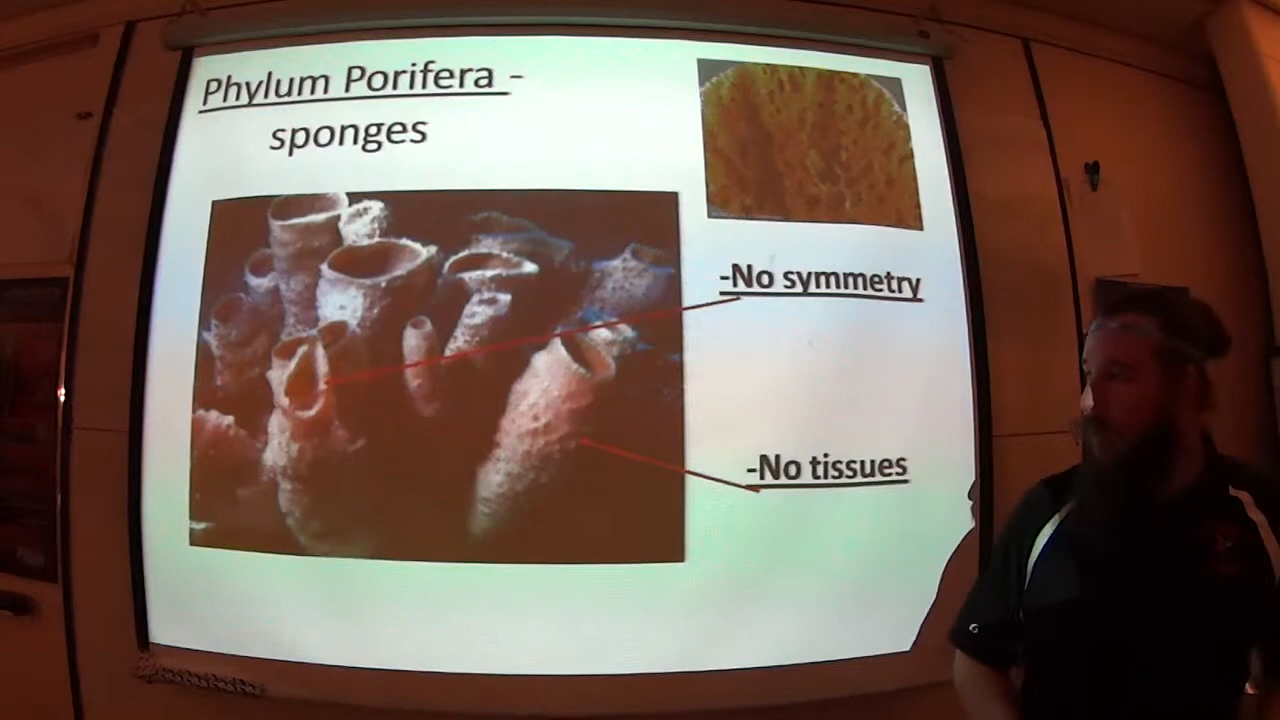 Phylum Porifera -
sponges
-No symmetry
-No tissues